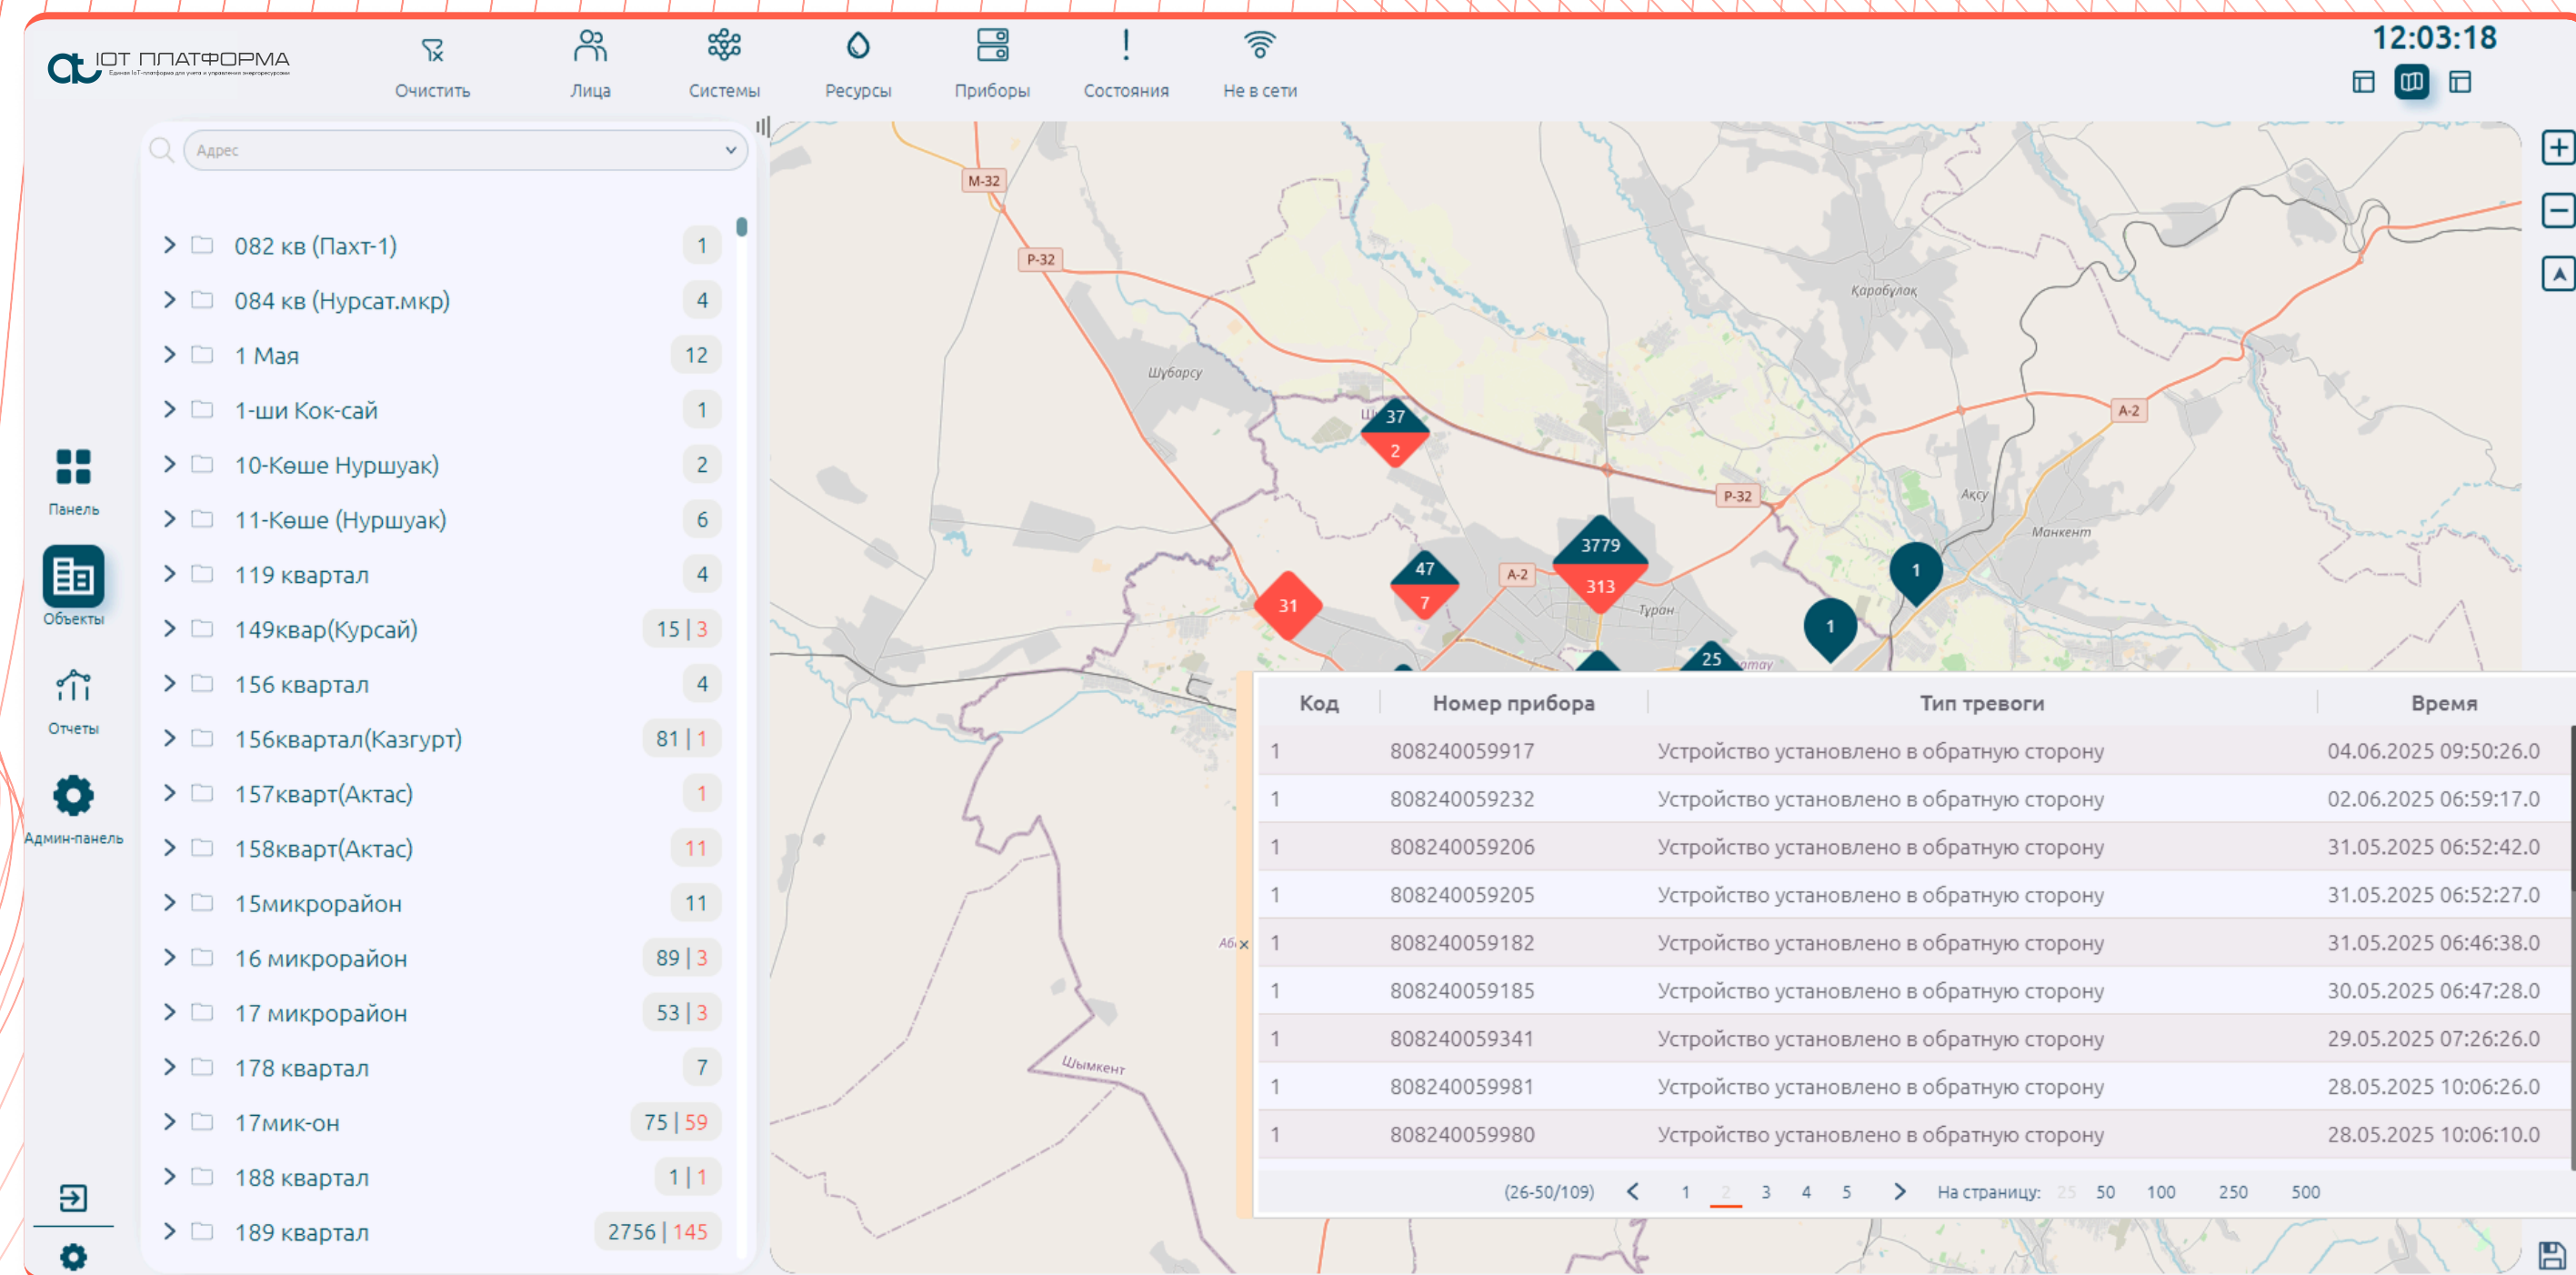 ІОТ ПЛАТФОРМА
Единая IoT-платформа для учета и управления энергоресурсами
Очистить
Лица
Системы
Ресурсы
Приборы
Состояния
Не в сети
12:03:18
Панель
Объекты
Отчеты
Админ-панель
Адрес
082 кв (Пахт-1) 1
084 кв (Нурсат.мкр) 4
1 Мая 12
1-ши Кок-сай 1
10-Көше Нуршуак) 2
11-Көше (Нуршуак) 6
119 квартал 4
149квар(Курсай) 15 | 3
156 квартал 4
156квартал(Казгурт) 81 | 1
157кварт(Актас) 1
158кварт(Актас) 11
15микрорайон 11
16 микрорайон 89 | 3
17 микрорайон 53 | 3
178 квартал 7
17мик-он 75 | 59
188 квартал 1 | 1
189 квартал 2756 | 145
М-32
Р-32
Қарабұлақ
Шұбарсу
А-2
37
2
Р-32
Ақсу
Манкент
3779
313
47
7
А-2
1
31
Тұран
1
25
Шымкент
Код Номер прибора Тип тревоги Время
1 808240059917 Устройство установлено в обратную сторону 04.06.2025 09:50:26.0
1 808240059232 Устройство установлено в обратную сторону 02.06.2025 06:59:17.0
1 808240059206 Устройство установлено в обратную сторону 31.05.2025 06:52:42.0
1 808240059205 Устройство установлено в обратную сторону 31.05.2025 06:52:27.0
1 808240059182 Устройство установлено в обратную сторону 31.05.2025 06:46:38.0
1 808240059185 Устройство установлено в обратную сторону 30.05.2025 06:47:28.0
1 808240059341 Устройство установлено в обратную сторону 29.05.2025 07:26:26.0
1 808240059981 Устройство установлено в обратную сторону 28.05.2025 10:06:26.0
1 808240059980 Устройство установлено в обратную сторону 28.05.2025 10:06:10.0
(26-50/109) 1 2 3 4 5 На страницу: 25 50 100 250 500